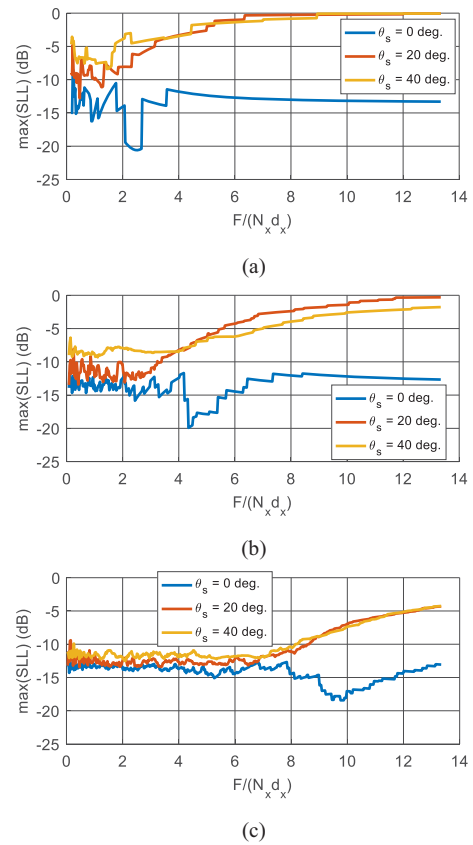 0
-5
-10
-15
-20
-25
max(SLL) (dB)
θs = 0 deg.
θs = 20 deg.
θs = 40 deg.
0 2 4 6 8 10 12 14
F/(Nxdx)
(a)
0
-5
-10
-15
-20
-25
max(SLL) (dB)
θs = 0 deg.
θs = 20 deg.
θs = 40 deg.
0 2 4 6 8 10 12 14
F/(Nxdx)
(b)
0
-5
-10
-15
-20
-25
max(SLL) (dB)
θs = 0 deg.
θs = 20 deg.
θs = 40 deg.
0 2 4 6 8 10 12 14
F/(Nxdx)
(c)